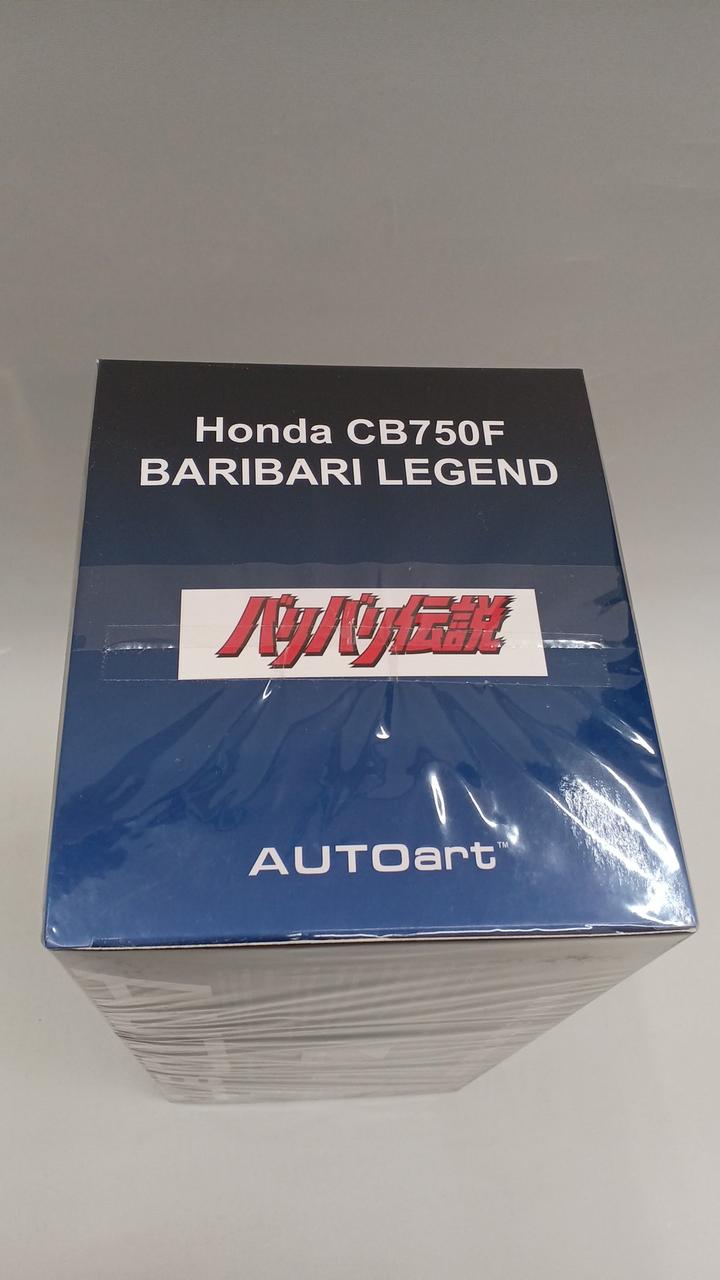 Honda CB750F
BARIBARI LEGEND
バリバリ伝説
AUTOart™